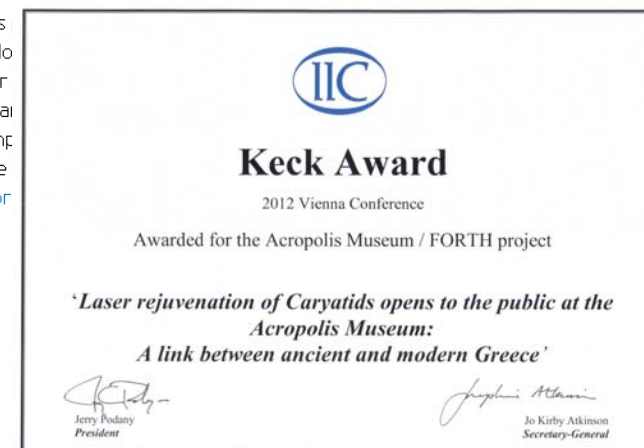 IIC
Keck Award
2012 Vienna Conference
Awarded for the Acropolis Museum / FORTH project
‘Laser rejuvenation of Caryatids opens to the public at the
Acropolis Museum:
A link between ancient and modern Greece’
Jerry Podany
President
Jo Kirby Atkinson
Secretary-General